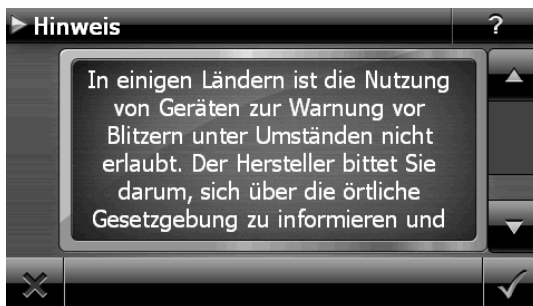 Hinweis
?
In einigen Ländern ist die Nutzung
von Geräten zur Warnung vor
Blitzern unter Umständen nicht
erlaubt. Der Hersteller bittet Sie
darum, sich über die örtliche
Gesetzgebung zu informieren und